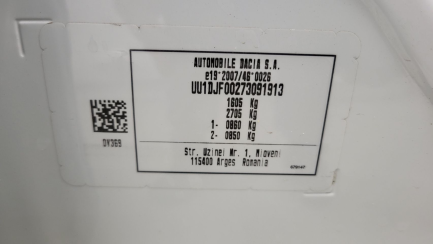 AUTOMOBILE DACIA S.A.
e19*2007/46*0026
UU1DJF00273091913
1605 Kg
2705 Kg
1- 0860 Kg
2- 0850 Kg
Str. Uzinei Nr. 1, Mioveni
115400 Arges Romania